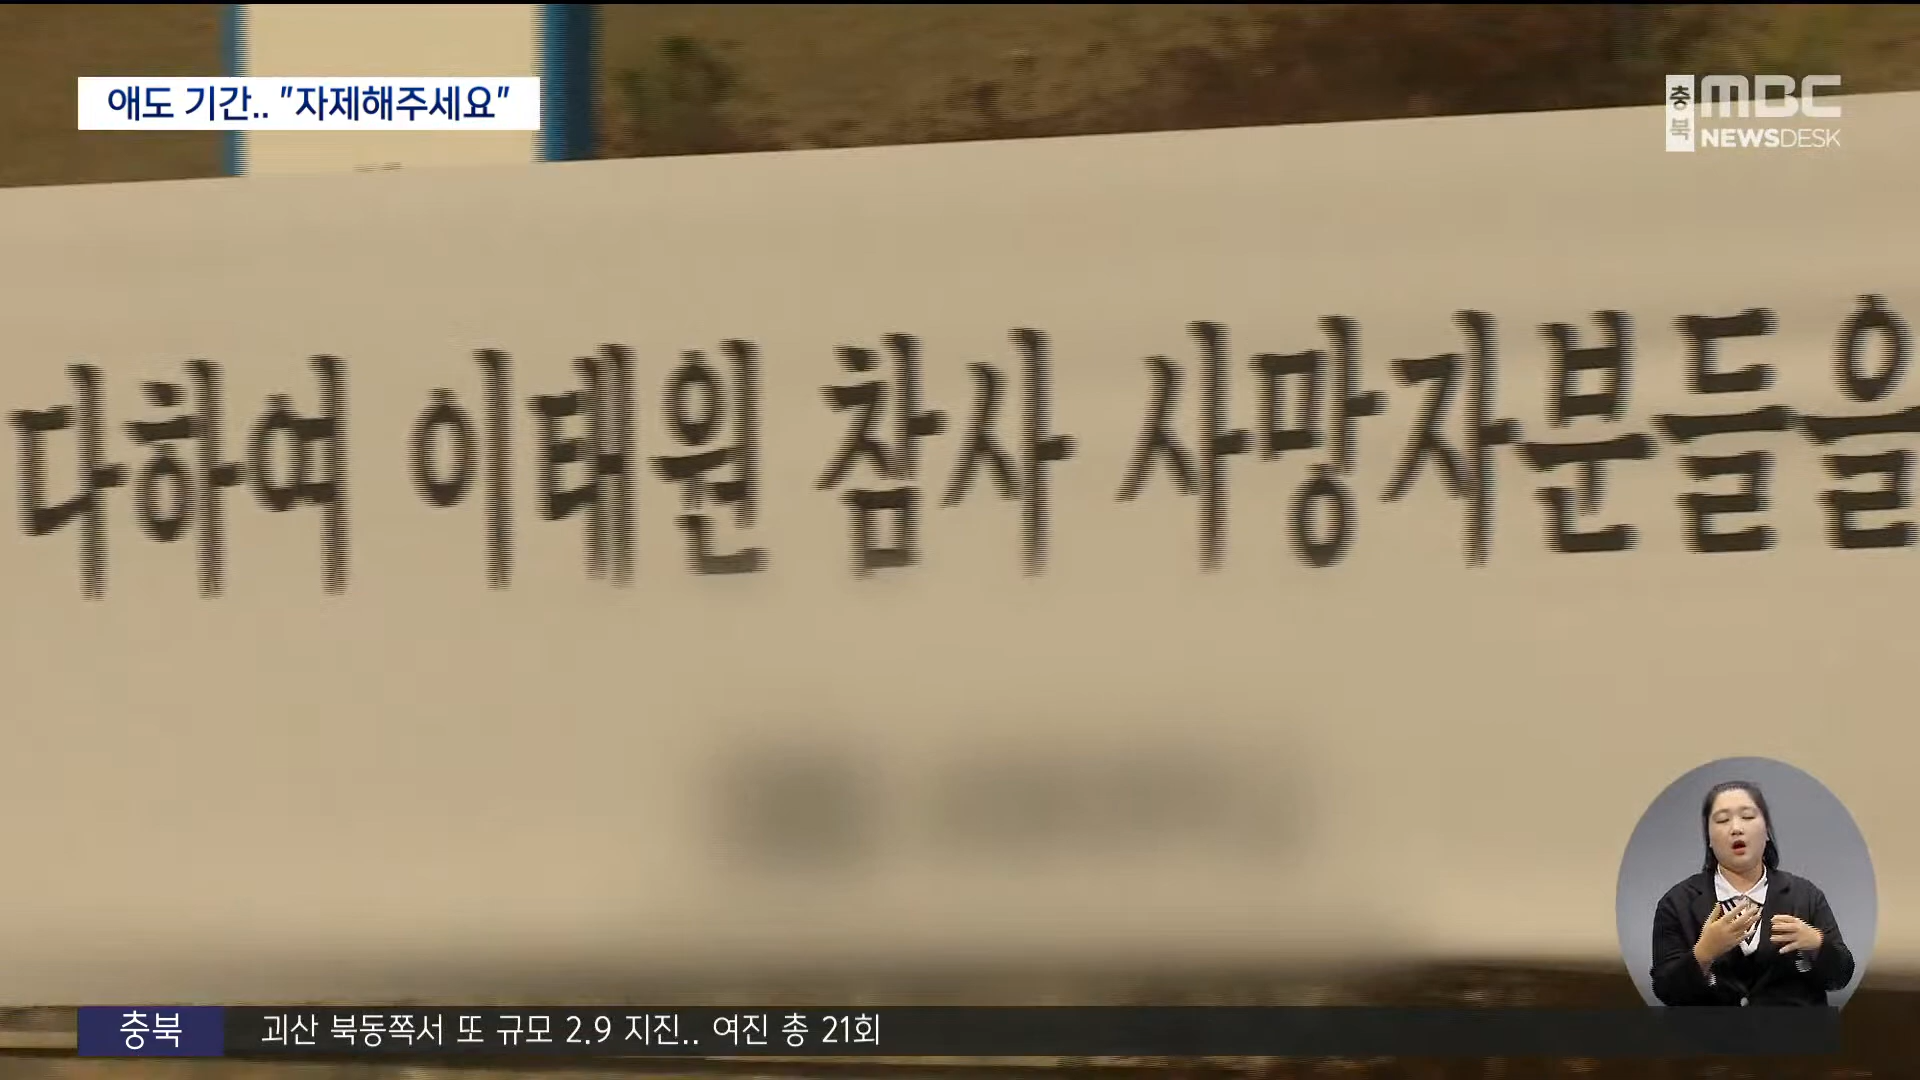 애도 기간.. "자제해주세요"
충북 MBC
NEWSDESK
다하여 이태원 참사 사망자분들을
충북 괴산 북동쪽서 또 규모 2.9 지진.. 여진 총 21회